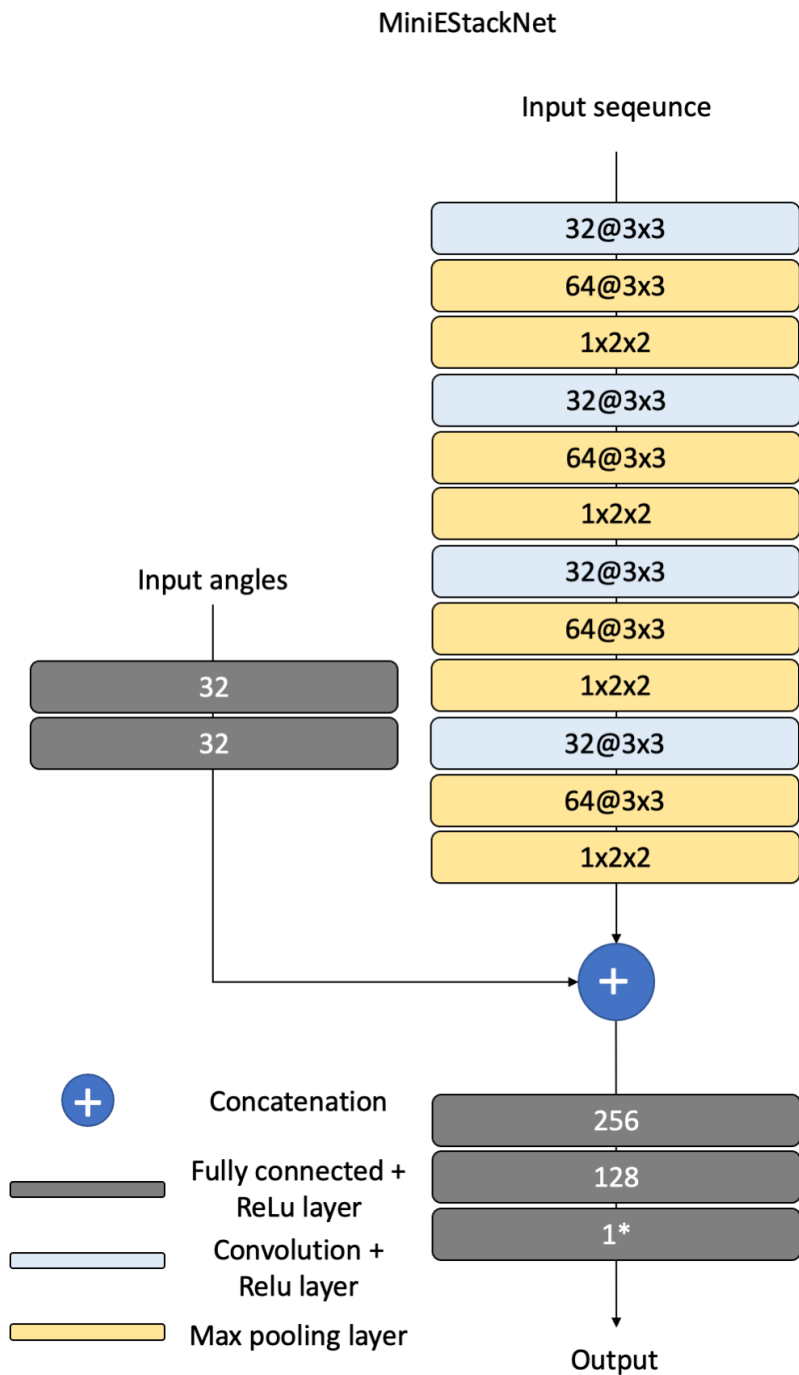 MiniEStackNet
Input seqeunce
32@3x3
64@3x3
1x2x2
32@3x3
64@3x3
1x2x2
32@3x3
64@3x3
1x2x2
32@3x3
64@3x3
1x2x2
Input angles
32
32
+
256
128
1*
Output
+
Concatenation
Fully connected +
ReLu layer
Convolution +
Relu layer
Max pooling layer